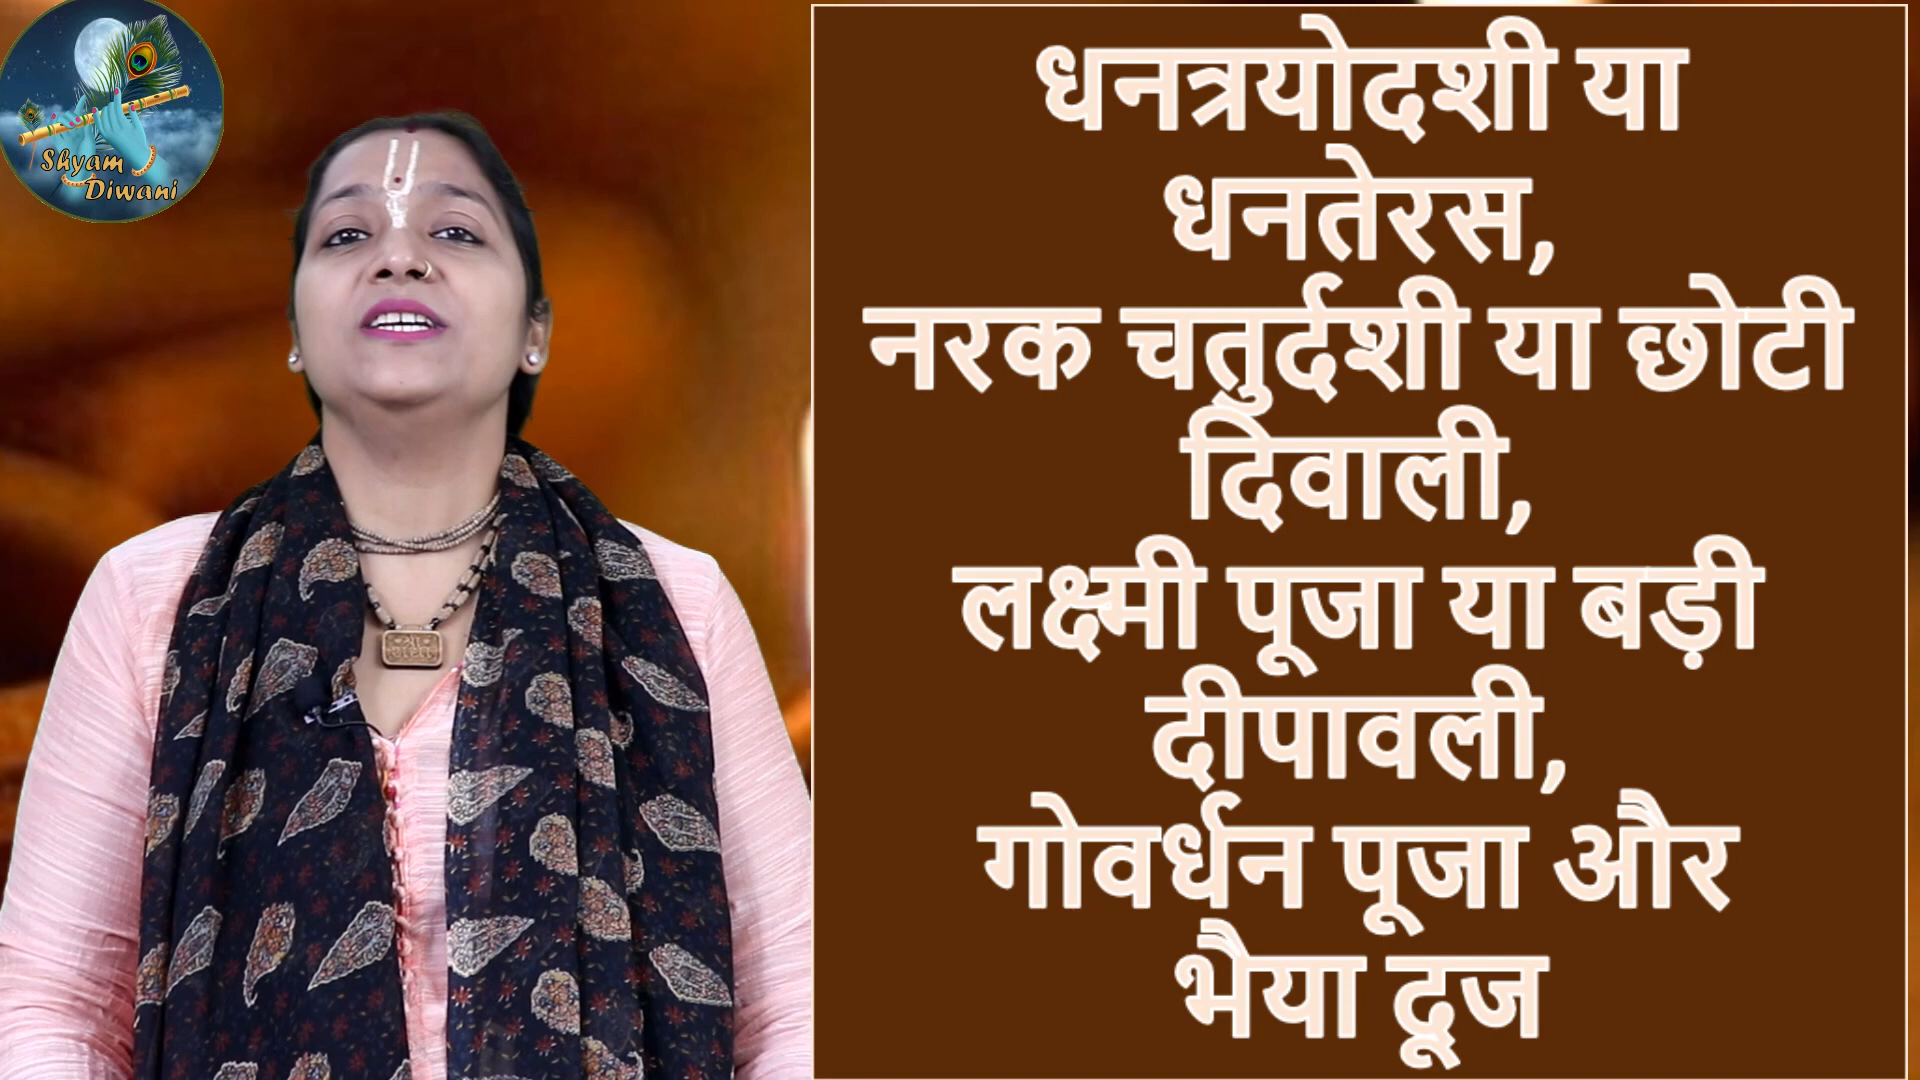 Shyam
Diwani
धनत्रयोदशी या
धनतेरस,
नरक चतुर्दशी या छोटी
दिवाली,
लक्ष्मी पूजा या बड़ी
दीपावली,
गोवर्धन पूजा और
भैया दूज